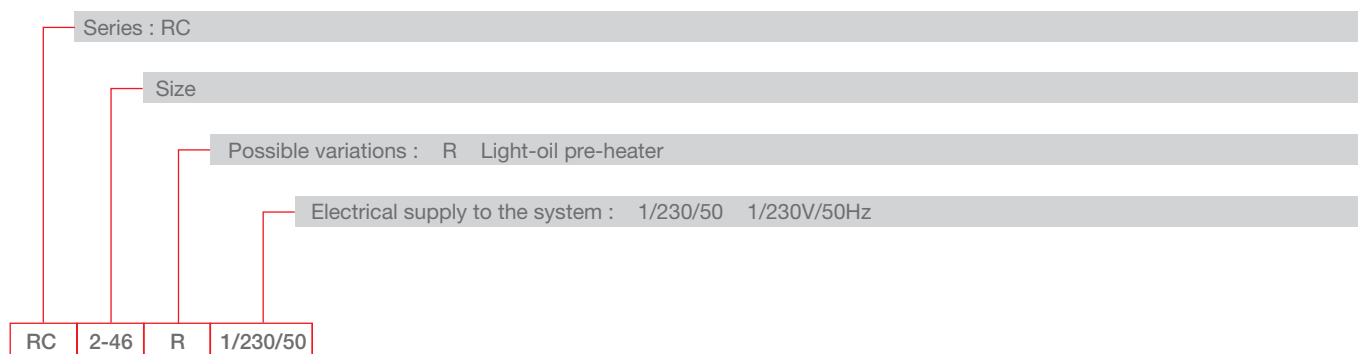 Series : RC
Size
Possible variations : R Light-oil pre-heater
Electrical supply to the system : 1/230/50 1/230V/50Hz
RC 2-46 R 1/230/50